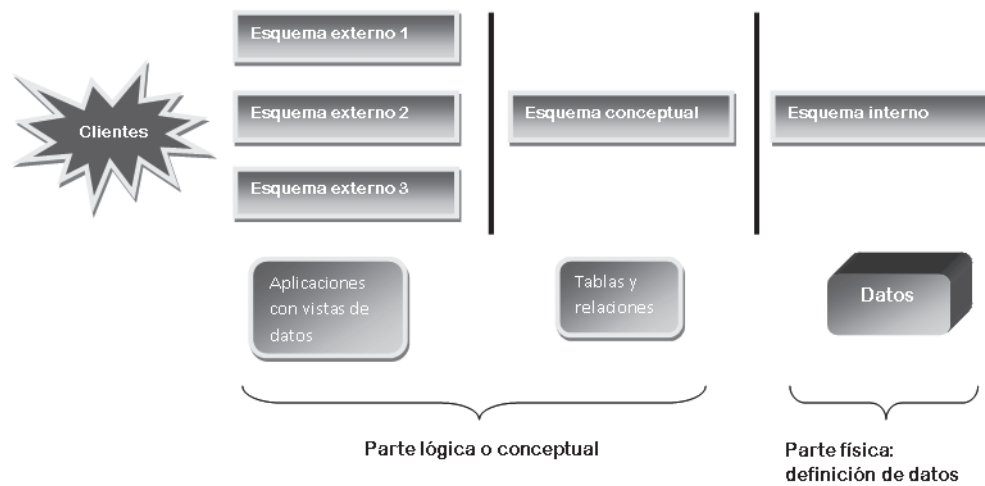 Esquema externo 1
Clientes
Esquema externo 2
Esquema conceptual
Esquema interno
Esquema externo 3
Aplicaciones
con vistas de
datos
Tablas y
relaciones
Datos
Parte lógica o conceptual
Parte física:
definición de datos